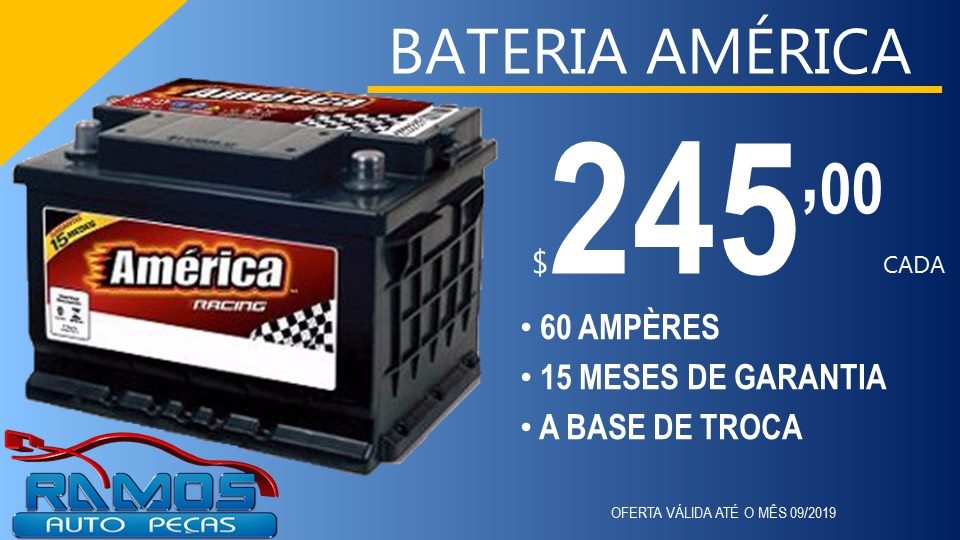 BATERIA AMÉRICA
América
15 MESES
América
RACING
$245,00
CADA
• 60 AMPÈRES
• 15 MESES DE GARANTIA
• A BASE DE TROCA
RAMOS
AUTO PEÇAS
OFERTA VÁLIDA ATÉ O MÊS 09/2019